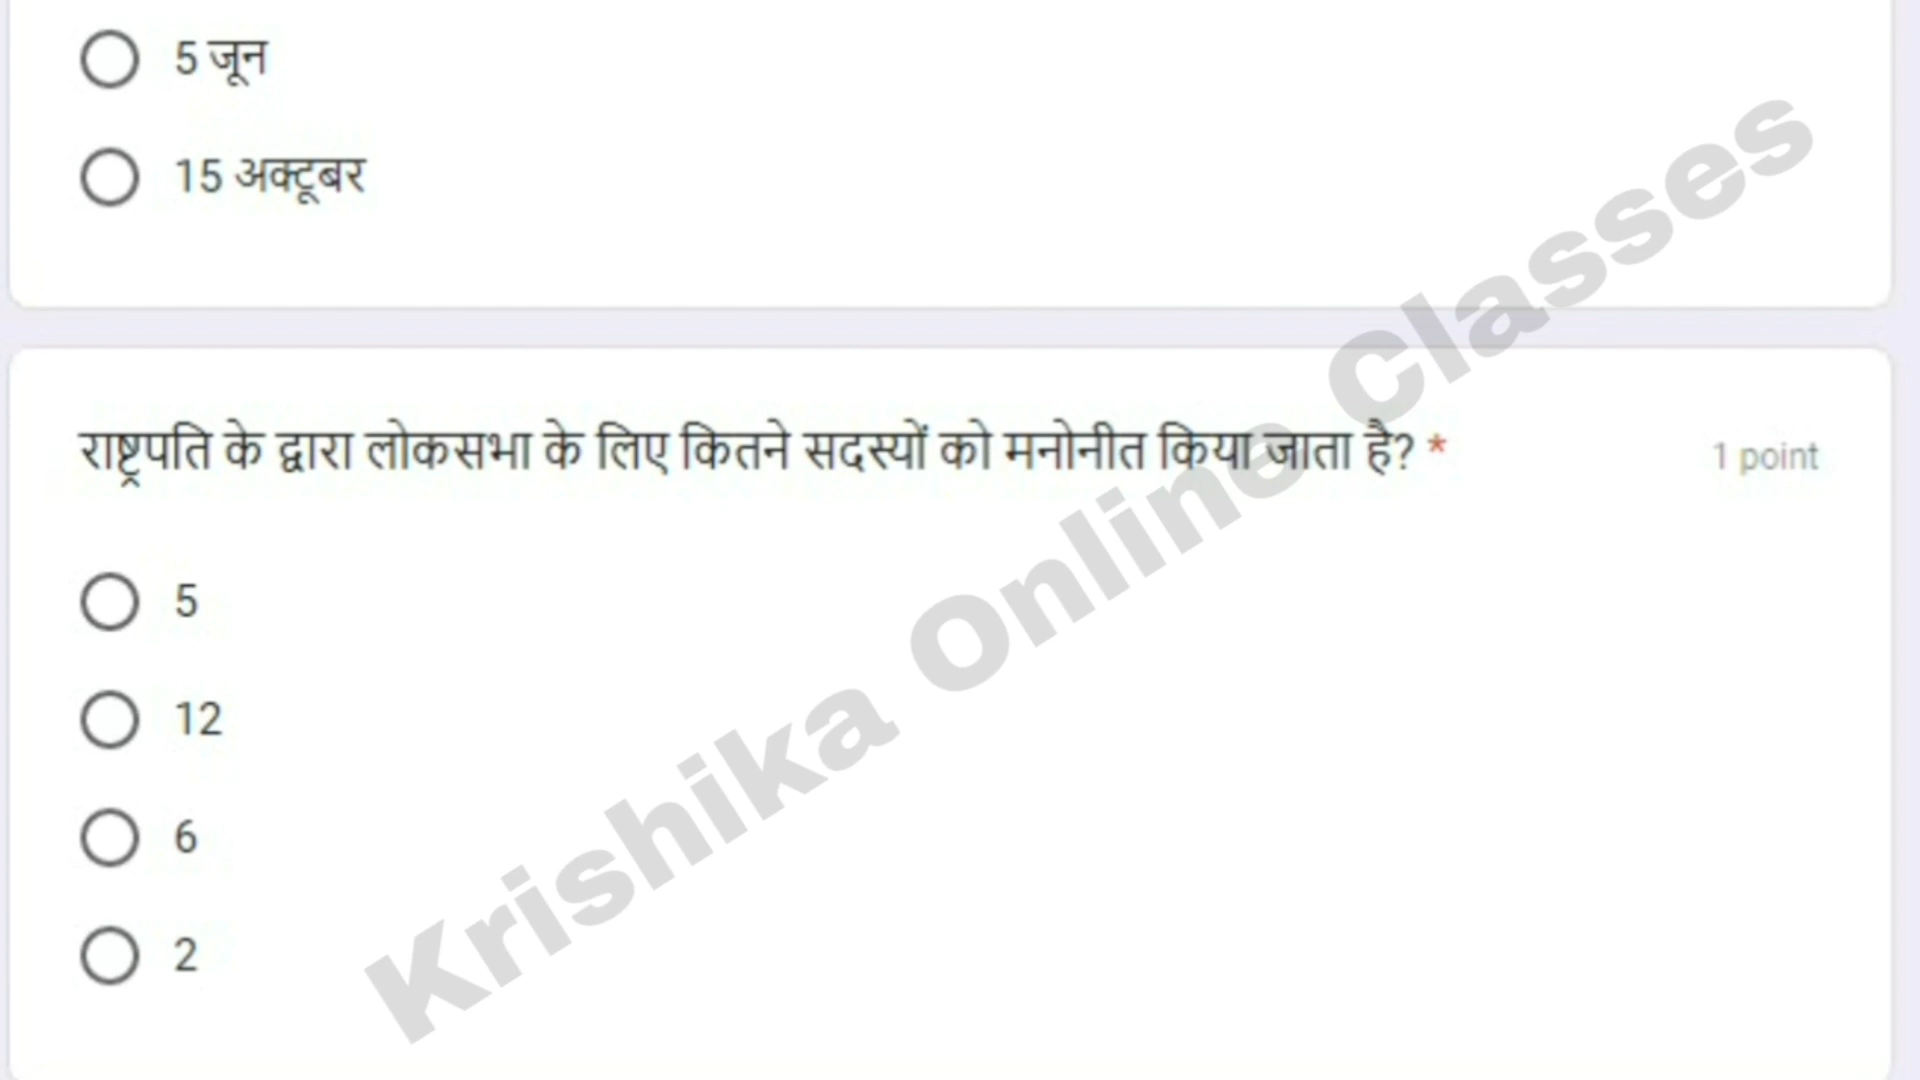 5 जून
15 अक्टूबर
राष्ट्रपति के द्वारा लोकसभा के लिए कितने सदस्यों को मनोनीत किया जाता है? *
1 point
5
12
6
2
Krishika Online Classes